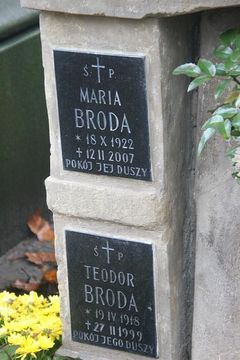 Ś P.
MARIA
BRODA
* 18 X 1922
+ 12 II 2007
POKÓJ JEJ DUSZY
Ś P
TEODOR
BRODA
* 19 IV 1918
+ 27 II 1999
POKÓJ JEGO DUSZY